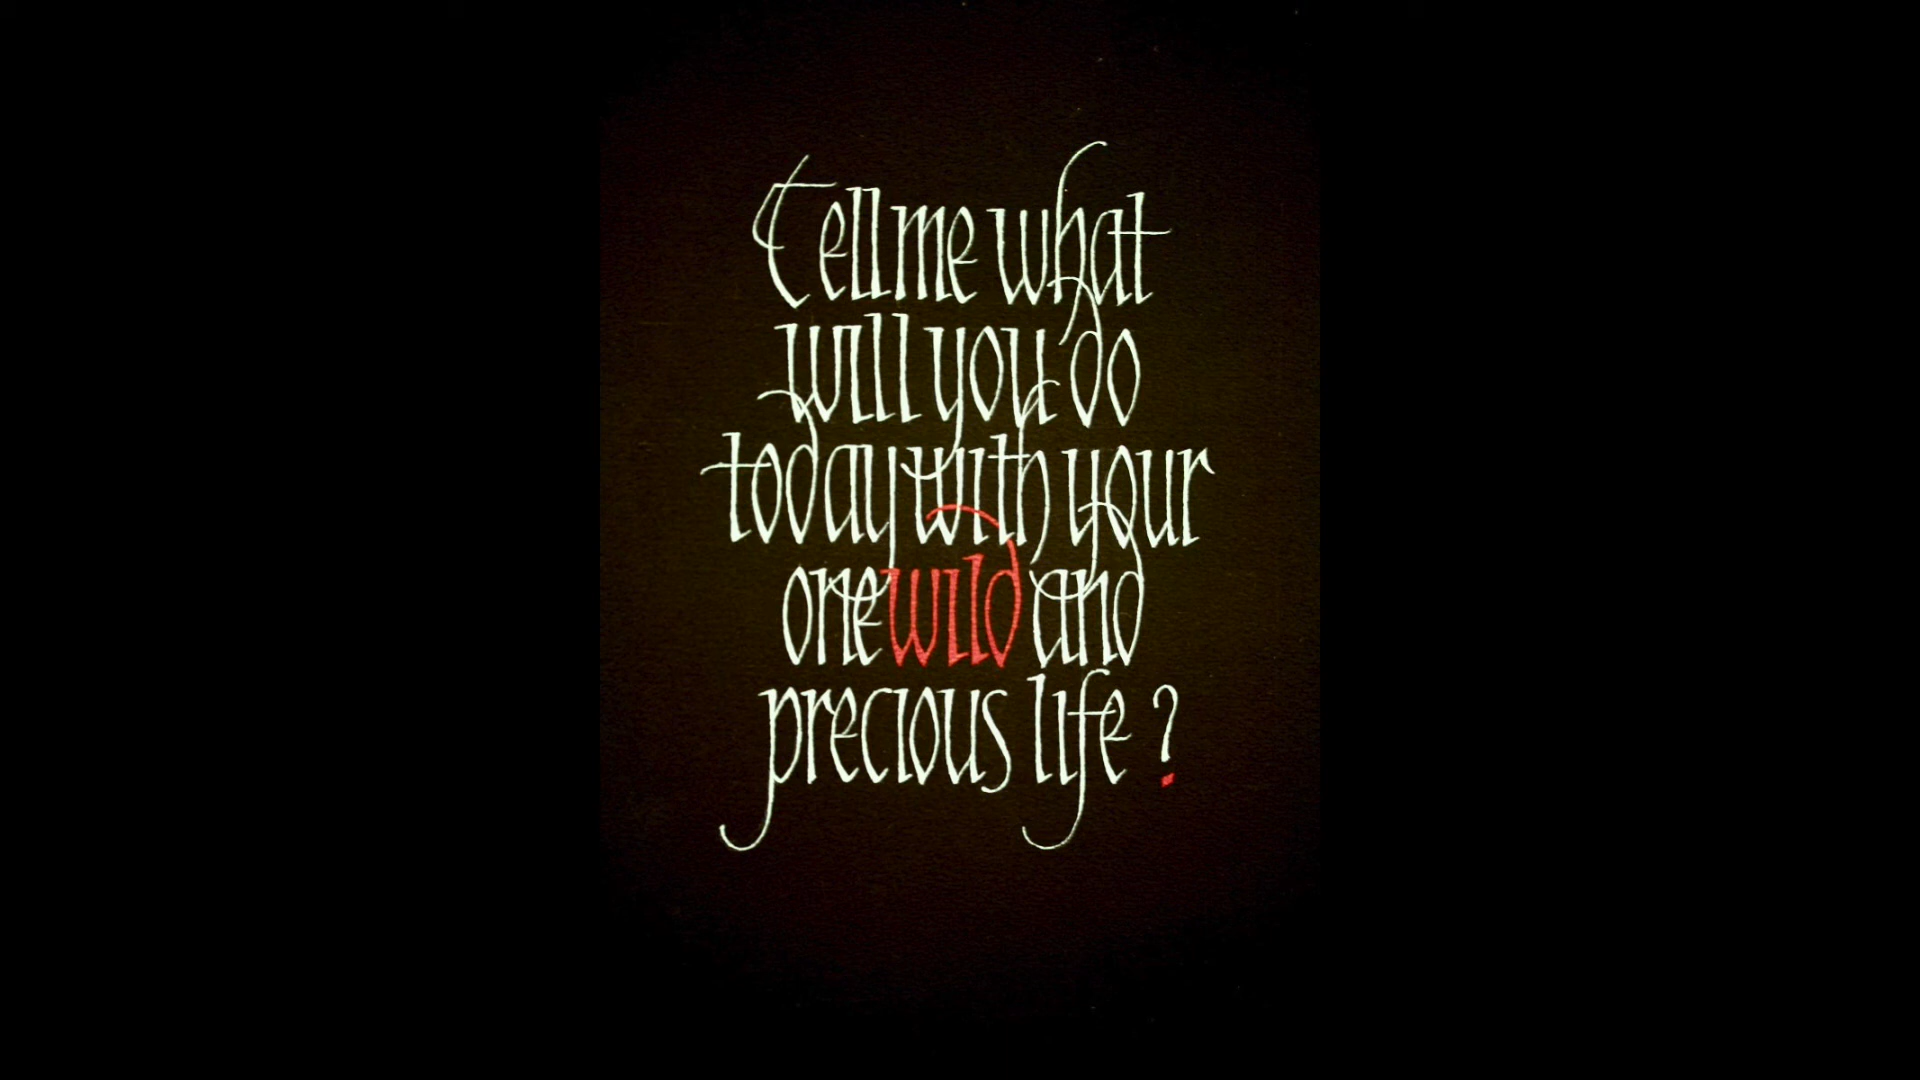 Tell me what
will you do
today with your
one wild and
precious life ?